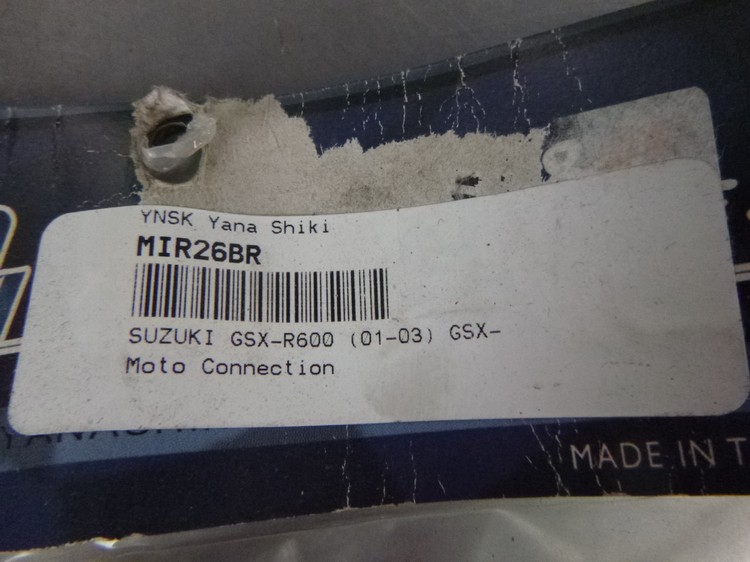 YNSK Yana Shiki
MIR26BR
SUZUKI GSX-R600 (01-03) GSX-
Moto Connection
MADE IN T